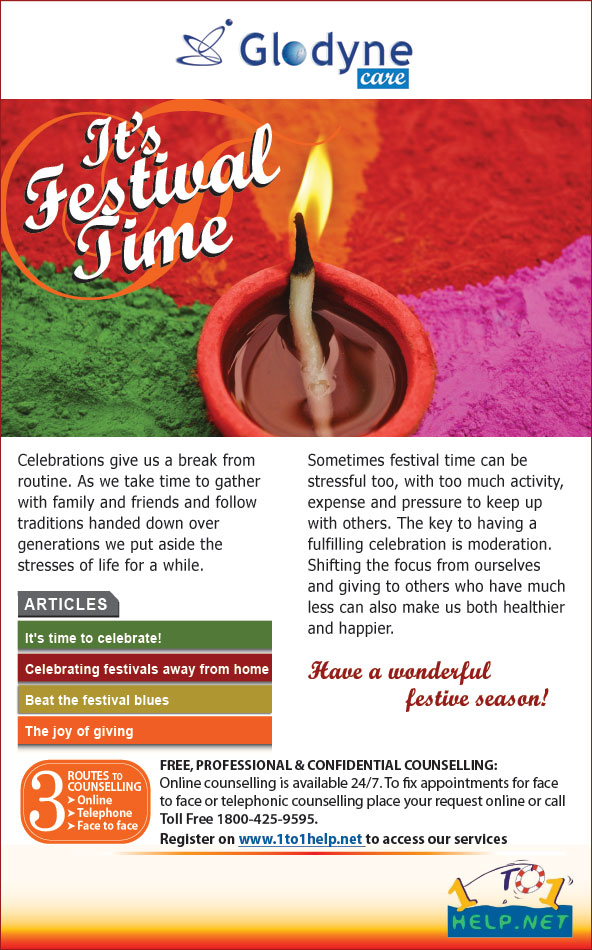 Glodyne
care
It's
Festival
Time
Celebrations give us a break from
routine. As we take time to gather
with family and friends and follow
traditions handed down over
generations we put aside the
stresses of life for a while.
ARTICLES
It's time to celebrate!
Celebrating festivals away from home
Beat the festival blues
The joy of giving
Sometimes festival time can be
stressful too, with too much activity,
expense and pressure to keep up
with others. The key to having a
fulfilling celebration is moderation.
Shifting the focus from ourselves
and giving to others who have much
less can also make us both healthier
and happier.
Have a wonderful
festive season!
3
ROUTES TO
COUNSELLING
➤ Online
➤ Telephone
➤ Face to face
FREE, PROFESSIONAL & CONFIDENTIAL COUNSELLING:
Online counselling is available 24/7. To fix appointments for face
to face or telephonic counselling place your request online or call
Toll Free 1800-425-9595.
Register on www.1to1help.net to access our services
1 TO 1
HELP.NET